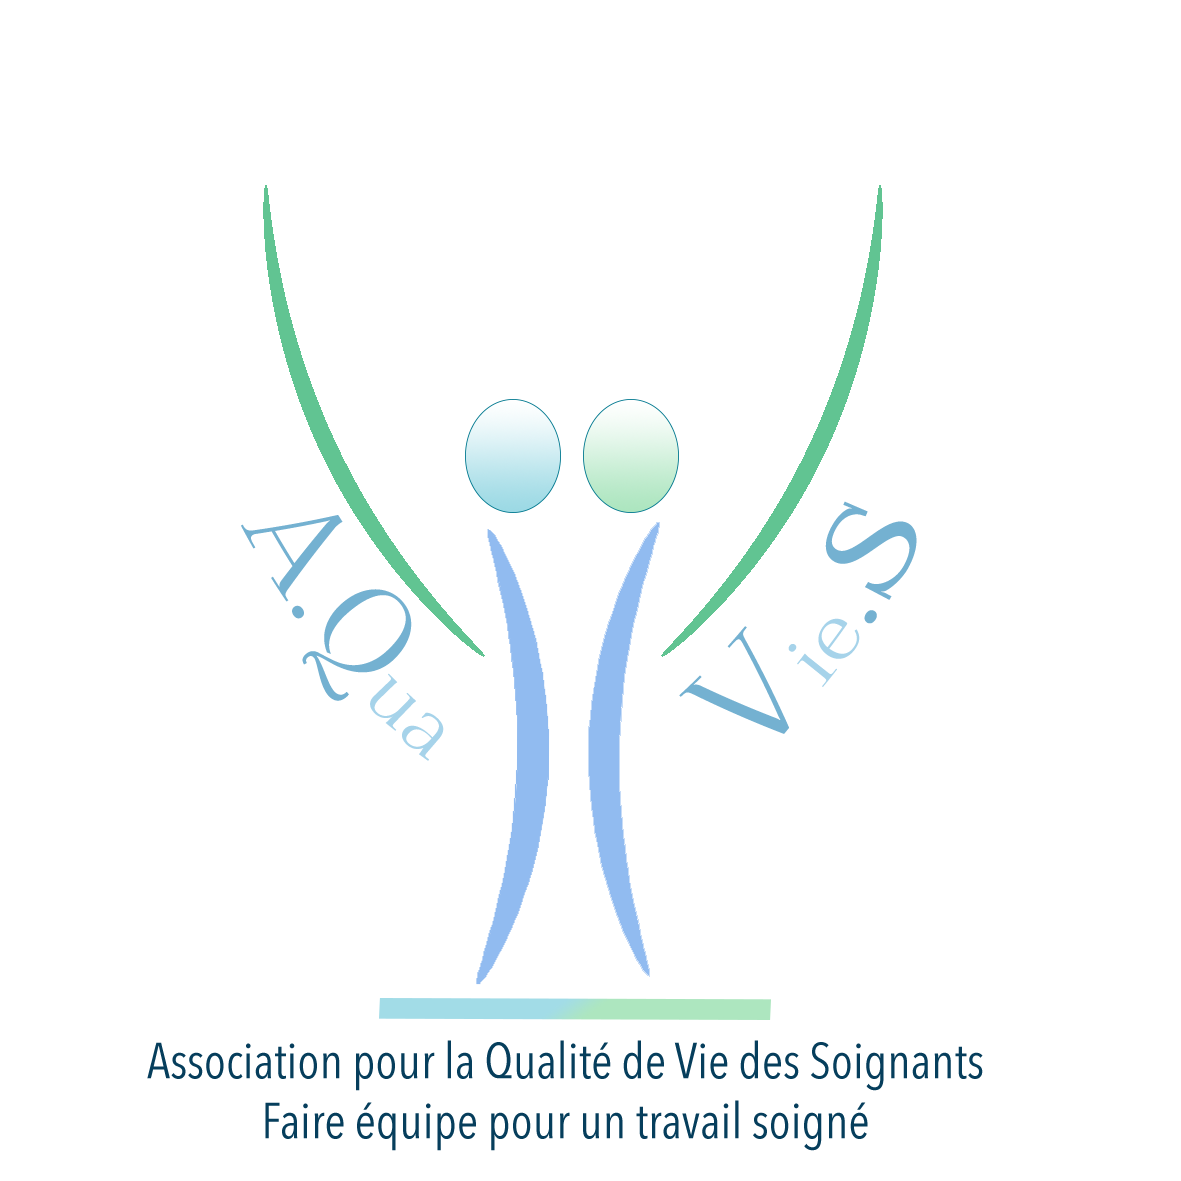 A.Qua
Vie.S
Association pour la Qualité de Vie des Soignants
Faire équipe pour un travail soigné